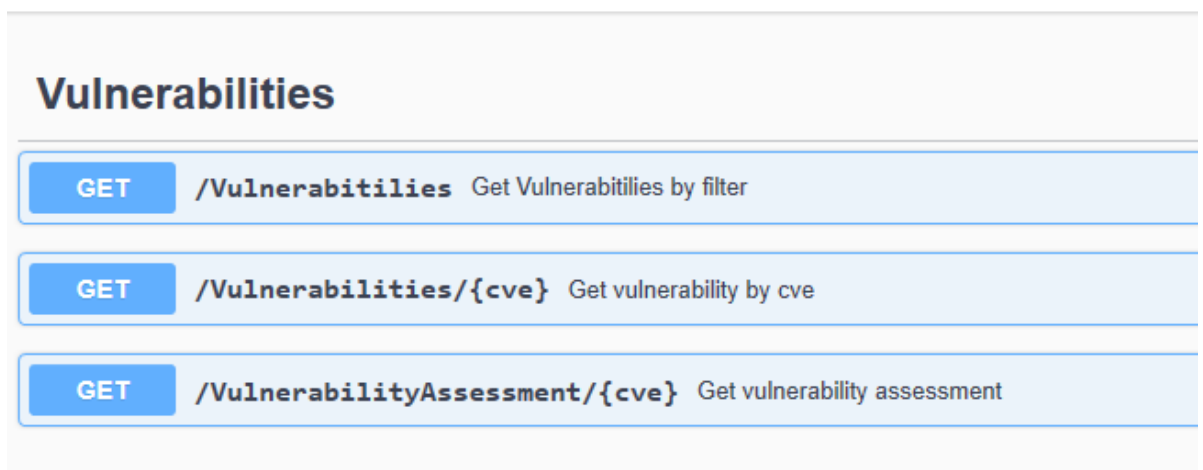 Vulnerabilities
GET /Vulnerabitilies Get Vulnerabitilies by filter
GET /Vulnerabilities/{cve} Get vulnerability by cve
GET /VulnerabilityAssessment/{cve} Get vulnerability assessment